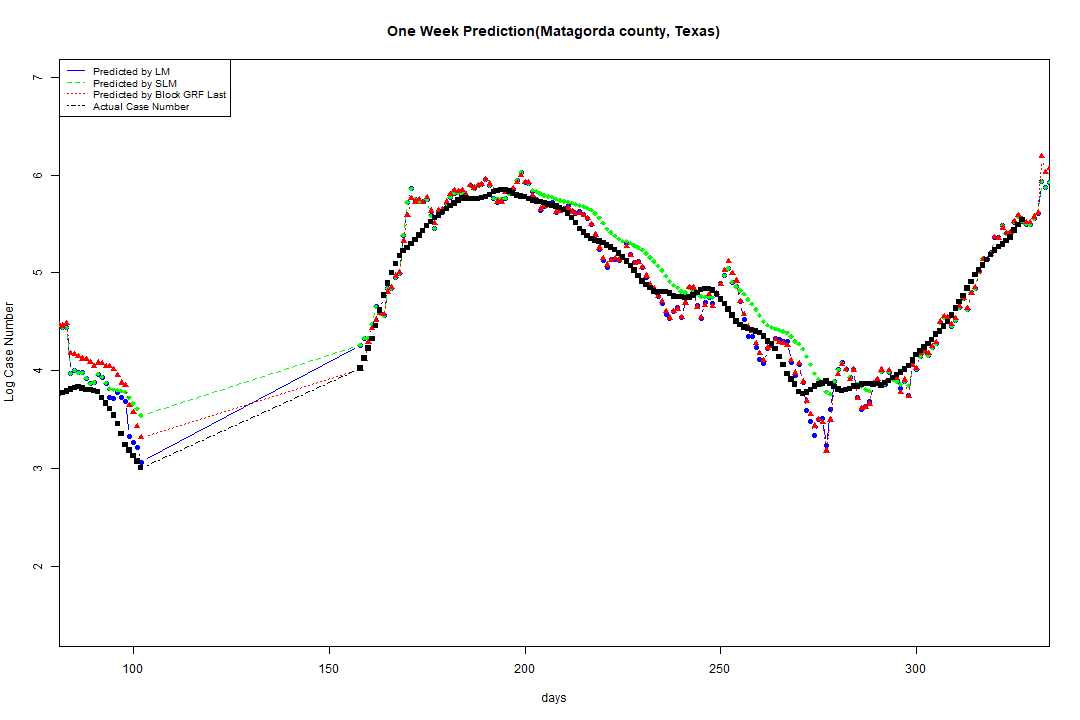 One Week Prediction(Matagorda county, Texas)
Predicted by LM
Predicted by SLM
Predicted by Block GRF Last
Actual Case Number
7
6
5
4
3
2
Log Case Number
100
150
200
250
300
days